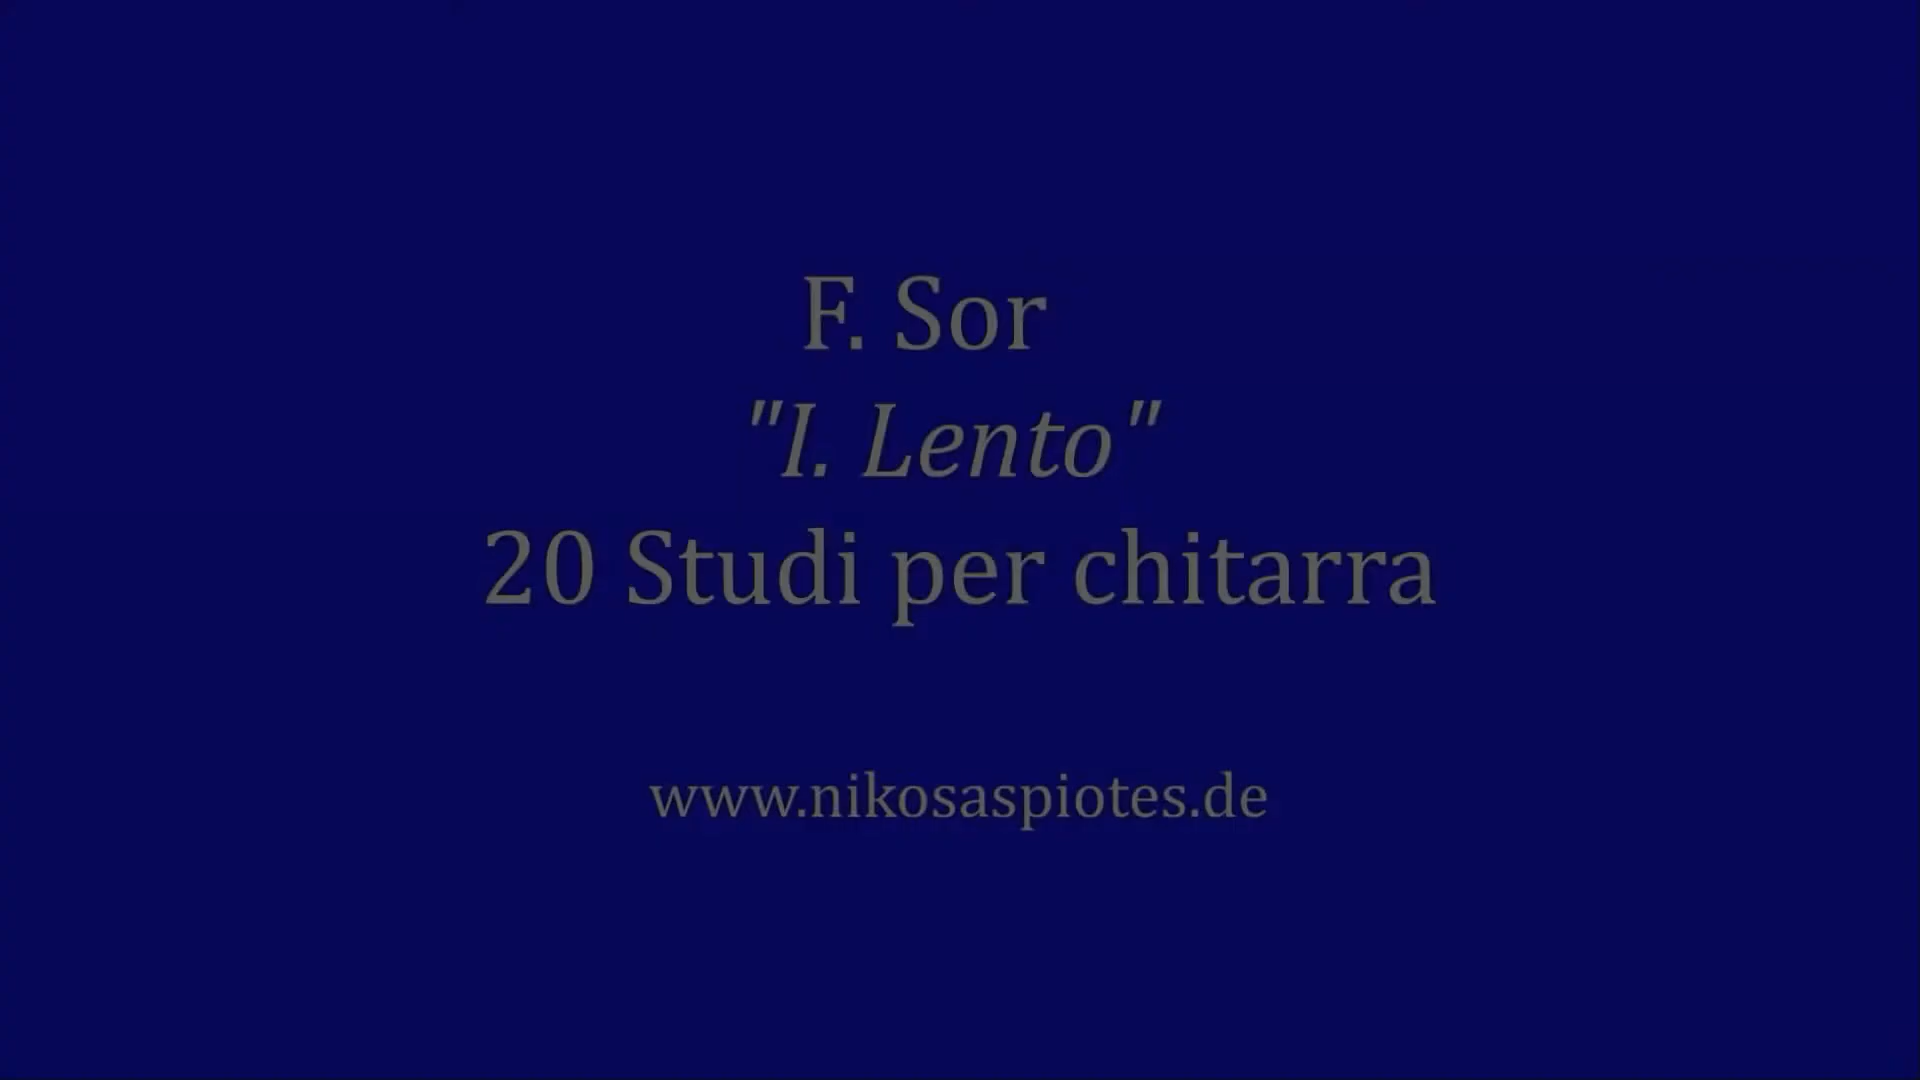 F. Sor
"I. Lento"
20 Studi per chitarra
www.nikosaspiotes.de